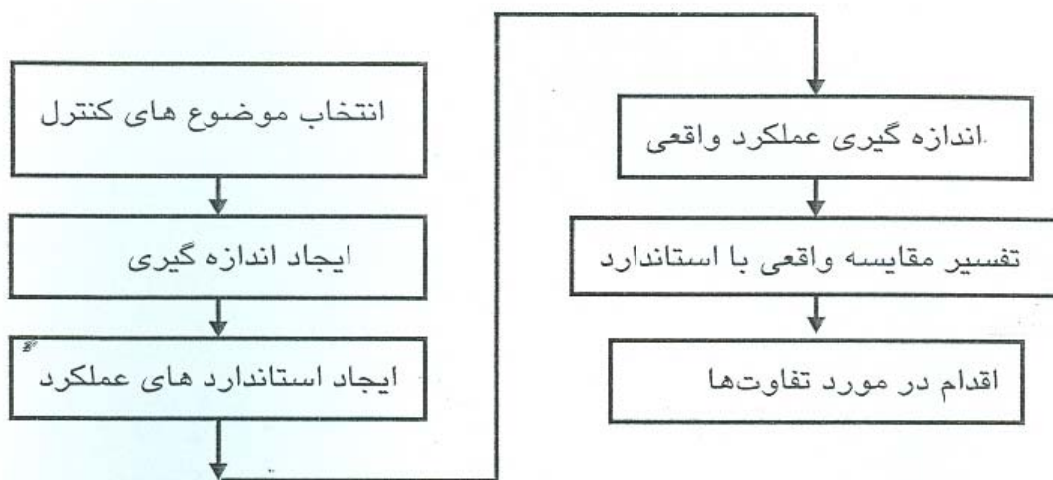 انتخاب موضوع های کنترل
ایجاد اندازه گیری
ایجاد استاندارد های عملکرد
اندازه گیری عملکرد واقعی
تفسیر مقایسه واقعی با استاندارد
اقدام در مورد تفاوت‌ها